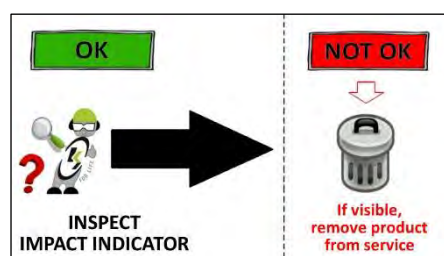 OK
INSPECT
IMPACT INDICATOR
NOT OK
If visible,
remove product
from service